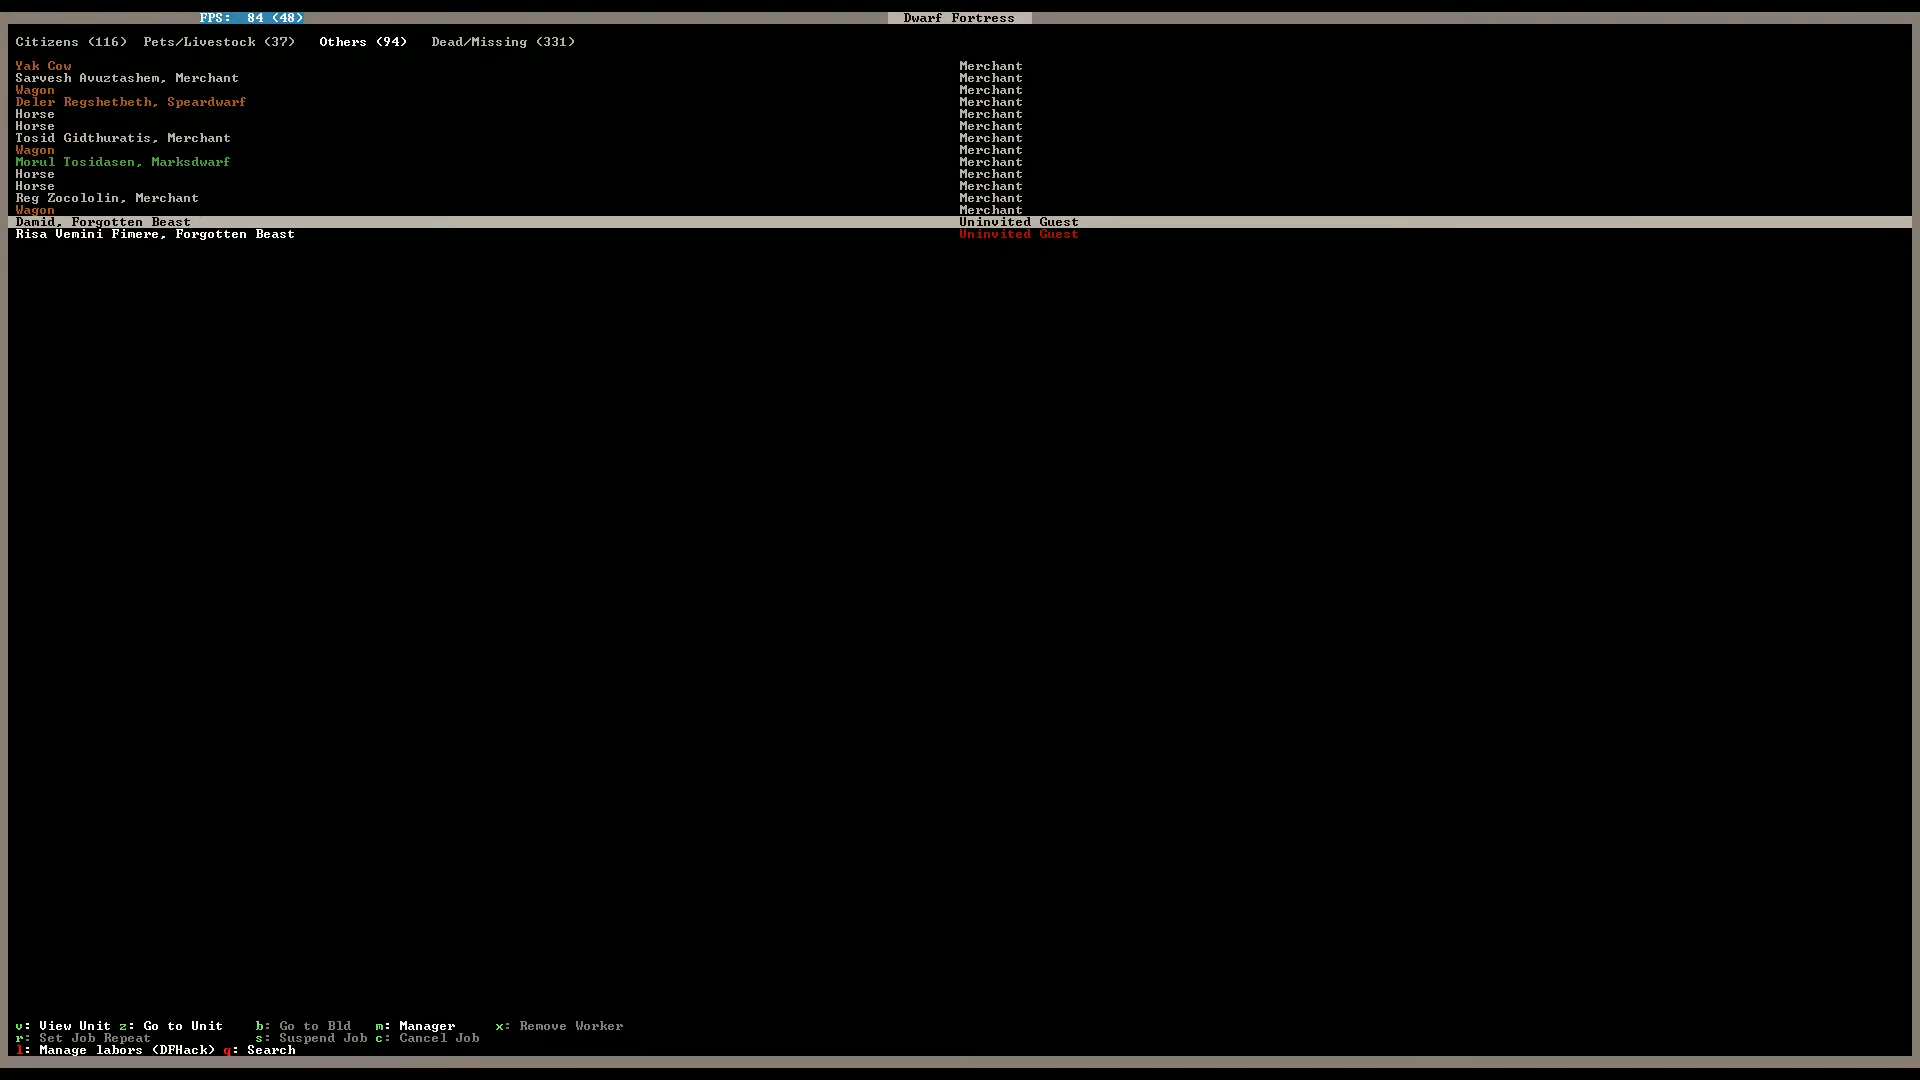 FPS: 84 (48) Dwarf Fortress
Citizens (116) Pets/Livestock (37) Others (94) Dead/Missing (331)
Yak Cow Merchant
Sarvesh Avuztashem, Merchant Merchant
Wagon Merchant
Deler Regshetbeth, Speardwarf Merchant
Horse Merchant
Horse Merchant
Tosid Gidthuratis, Merchant Merchant
Wagon Merchant
Morul Tosidasen, Marksdwarf Merchant
Horse Merchant
Horse Merchant
Reg Zocololin, Merchant Merchant
Wagon Merchant
Damid, Forgotten Beast Uninvited Guest
Risa Vemini Fimere, Forgotten Beast Uninvited Guest
v: View Unit z: Go to Unit b: Go to Bld m: Manager x: Remove Worker
r: Set Job Repeat s: Suspend Job c: Cancel Job
l: Manage labors (DFHack) q: Search